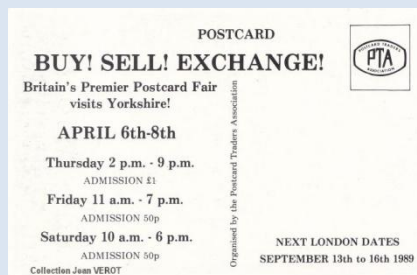 POSTCARD
BUY! SELL! EXCHANGE!
POSTCARD TRADERS
PTA
ASSOCIATION
Britain's Premier Postcard Fair
visits Yorkshire!
APRIL 6th-8th
Thursday 2 p.m. - 9 p.m.
ADMISSION £1
Friday 11 a.m. - 7 p.m.
ADMISSION 50p
Saturday 10 a.m. - 6 p.m.
ADMISSION 50p
Organised by the Postcard Traders Association
NEXT LONDON DATES
SEPTEMBER 13th to 16th 1989
Collection Jean VEROT